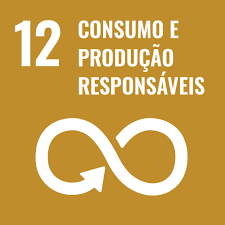 12 CONSUMO E
PRODUÇÃO
RESPONSÁVEIS